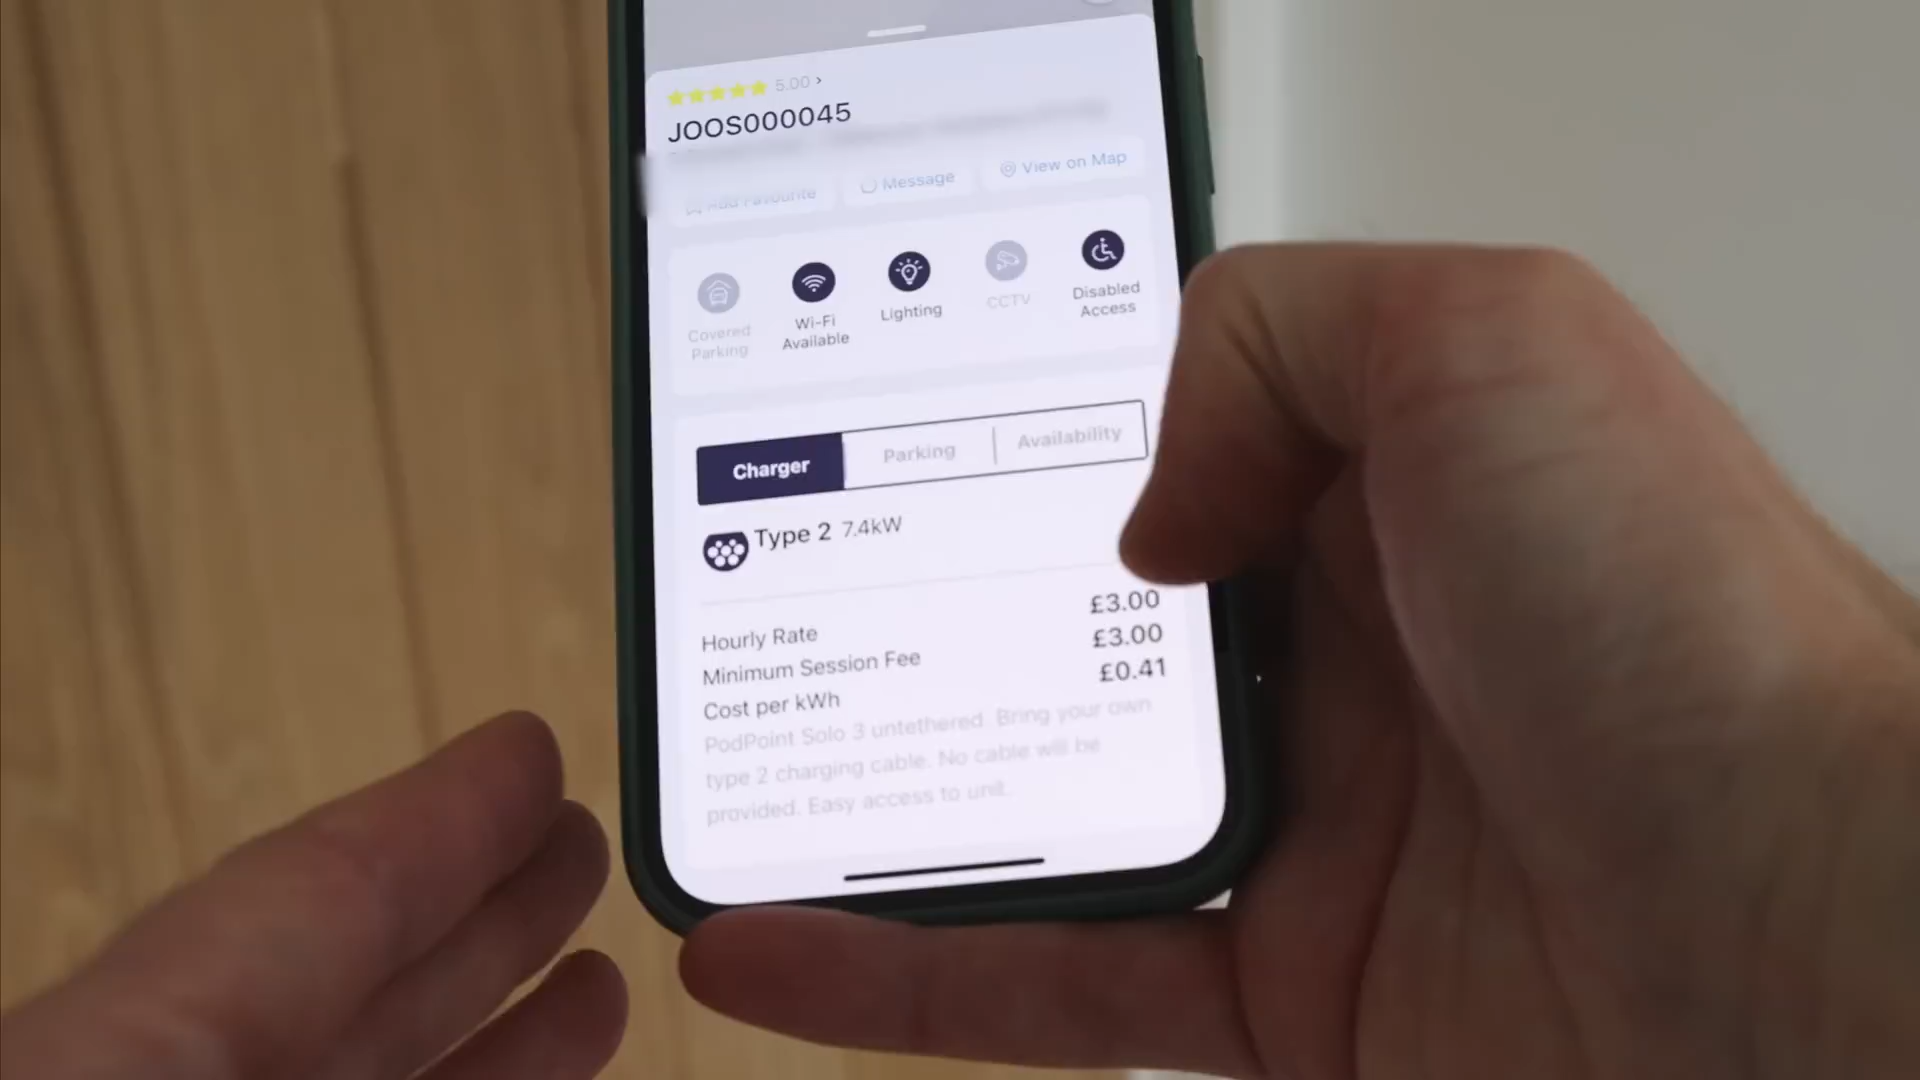 5.00 >
JOOS000045
Add Favourite
Message
View on Map
Covered
Parking
Wi-Fi
Available
Lighting
CCTV
Disabled
Access
Charger
Parking
Availability
Type 2 7.4kW
Hourly Rate £3.00
Minimum Session Fee £3.00
Cost per kWh £0.41
PodPoint Solo 3 untethered. Bring your own
type 2 charging cable. No cable will be
provided. Easy access to unit.